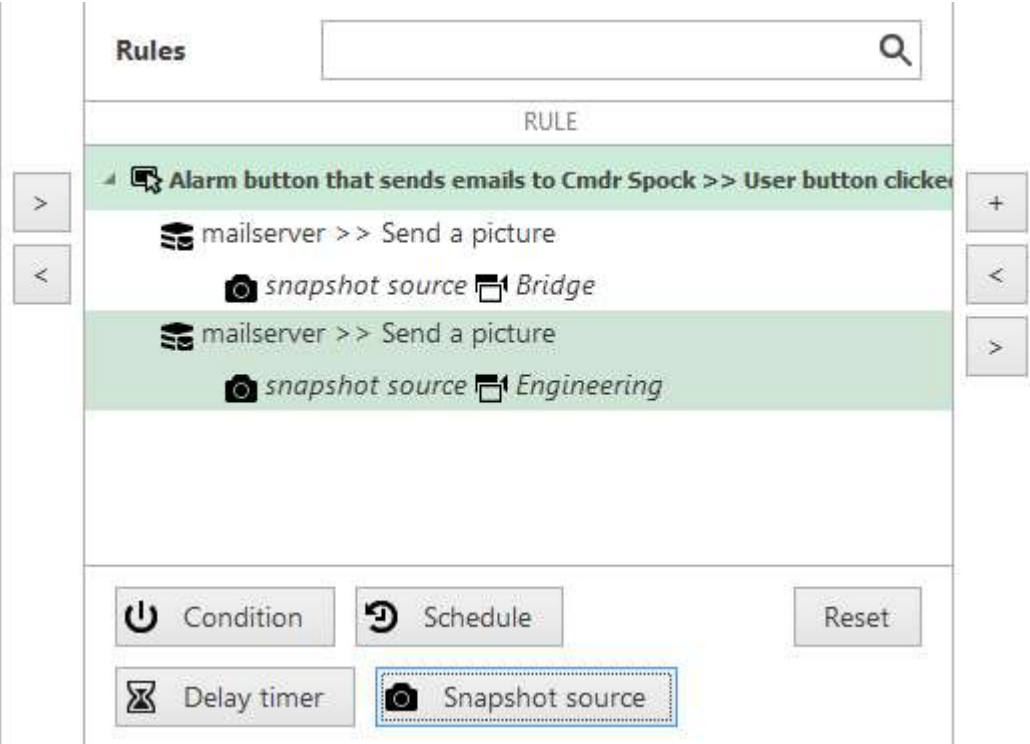 Rules
RULE
Alarm button that sends emails to Cmdr Spock >> User button clicked
> mailserver >> Send a picture +
snapshot source Bridge
< <
mailserver >> Send a picture
>
snapshot source Engineering
Condition Schedule Reset
Delay timer Snapshot source